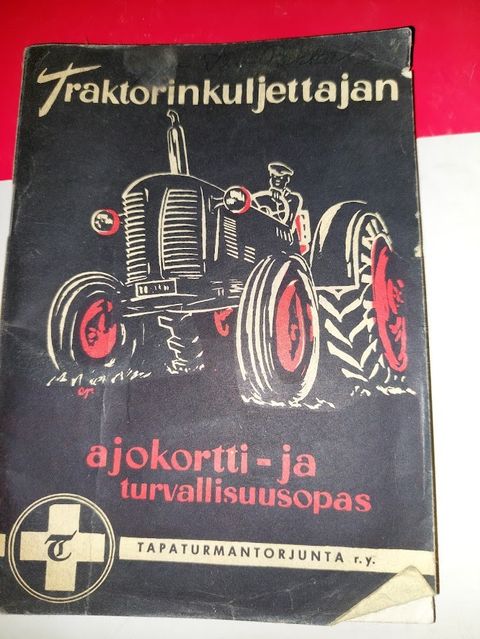 Traktorinkuljettajan
ajokortti-ja
turvallisuusopas
T
TAPATURMANTORJUNTA r.y.